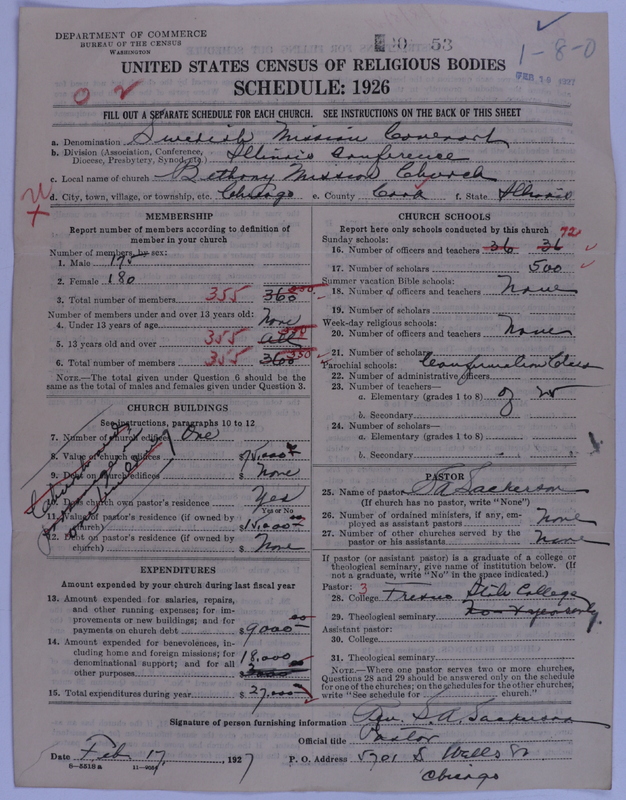 DEPARTMENT OF COMMERCE
BUREAU OF THE CENSUS
WASHINGTON
53
1-8-0
UNITED STATES CENSUS OF RELIGIOUS BODIES
SCHEDULE: 1926
FILL OUT A SEPARATE SCHEDULE FOR EACH CHURCH. SEE INSTRUCTIONS ON THE BACK OF THIS SHEET
a. Denomination Swedish Mission Covenant
b. Division (Association, Conference, Diocese, Presbytery, Synod, etc.) Illinois Conference
c. Local name of church Bethany Mission Church
d. City, town, village, or township, etc. Chicago e. County Cook f. State Illinois
MEMBERSHIP
Report number of members according to definition of
member in your church
Number of members by sex:
1. Male 175
2. Female 180
3. Total number of members 355 360
Number of members under and over 13 years old:
4. Under 13 years of age None
5. 13 years old and over 355 all
6. Total number of members 355 3600 350
NOTE.—The total given under Question 6 should be the
same as the total of males and females given under Question 3.
CHURCH BUILDINGS
See instructions, paragraphs 10 to 12
7. Number of church edifices One
8. Value of church edifices $75,000
9. Debt on church edifices $ None
10. Does church own pastor's residence? Yes
Yes or No
11. Value of pastor's residence (if owned by
church) $15,000
12. Debt on pastor's residence (if owned by
church) $ None
EXPENDITURES
Amount expended by your church during last fiscal year
13. Amount expended for salaries, repairs,
and other running expenses; for im-
provements or new buildings; and for
payments on church debt $9000
14. Amount expended for benevolences, in-
cluding home and foreign missions; for
denominational support; and for all
other purposes 18,000
15. Total expenditures during year $27,000
CHURCH SCHOOLS
Report here only schools conducted by this church
Sunday schools:
16. Number of officers and teachers 36 36
17. Number of scholars 500
Summer vacation Bible schools:
18. Number of officers and teachers None
19. Number of scholars
Week-day religious schools:
20. Number of officers and teachers None
21. Number of scholars
Parochial schools: Confirmation Class
22. Number of administrative officers
23. Number of teachers—
a. Elementary (grades 1 to 8) of
b. Secondary
24. Number of scholars—
a. Elementary (grades 1 to 8)
b. Secondary
PASTOR
25. Name of pastor
(If church has no pastor, write "None")
26. Number of ordained ministers, if any, em-
ployed as assistant pastors None
27. Number of other churches served by the
pastor or his assistants None
If pastor (or assistant pastor) is a graduate of a college or
theological seminary, give name of institution below. (If
not a graduate, write "No" in the space indicated.)
Pastor: 3
28. College Fresno State College
29. Theological seminary
Assistant pastor:
30. College
31. Theological seminary
NOTE.—Where one pastor serves two or more churches,
Questions 28 and 29 should be answered only on the schedule
for one of the churches; on the schedules for the other churches,
write "See schedule for church."
Signature of person furnishing information Rev.
Official title Pastor
Date Feb 17, 1927 P. O. Address 5701 S Wells St
8-5518 a
Chicago